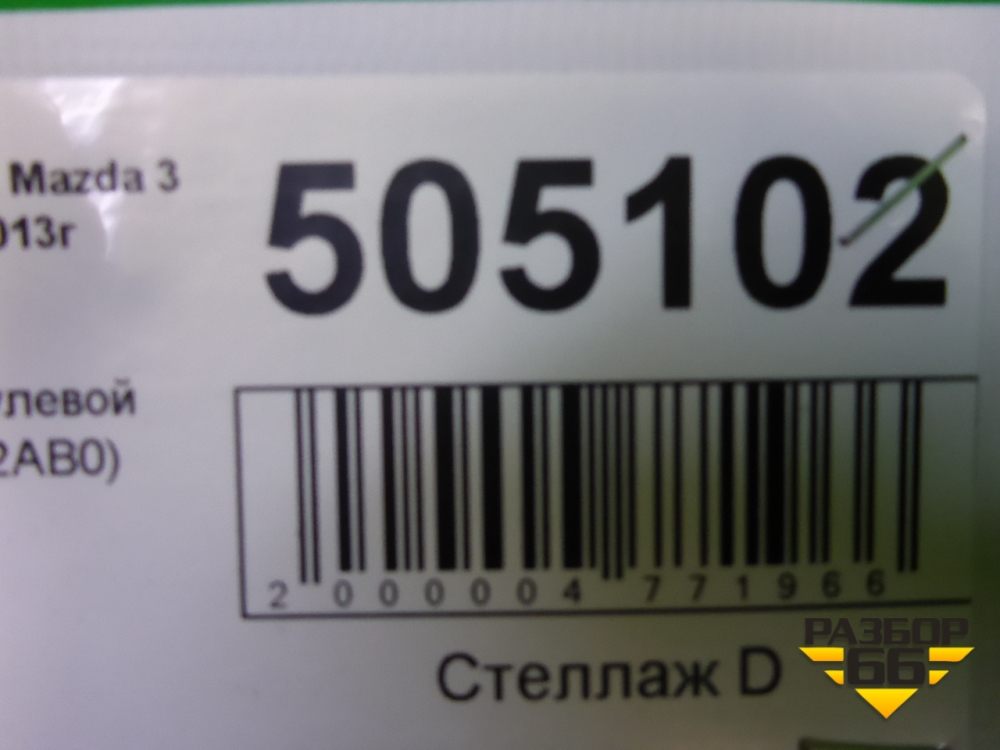 Mazda 3
013г
505102
улевой
2AB0)
2 000004 771966
Стеллаж D
РАЗБОР
66